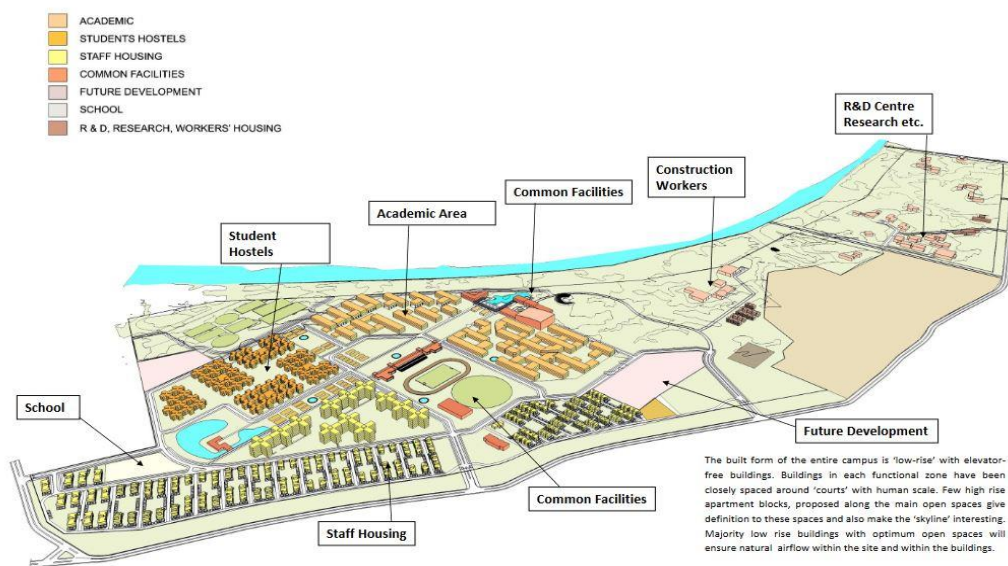 ACADEMIC
STUDENTS HOSTELS
STAFF HOUSING
COMMON FACILITIES
FUTURE DEVELOPMENT
SCHOOL
R & D, RESEARCH, WORKERS' HOUSING
R&D Centre
Research etc.
Construction
Workers
Common Facilities
Academic Area
Student
Hostels
School
Future Development
Common Facilities
Staff Housing
The built form of the entire campus is 'low-rise' with elevator-
free buildings. Buildings in each functional zone have been
closely spaced around 'courts' with human scale. Few high rise
apartment blocks, proposed along the main open spaces give
definition to these spaces and also make the 'skyline' interesting.
Majority low rise buildings with optimum open spaces will
ensure natural airflow within the site and within the buildings.